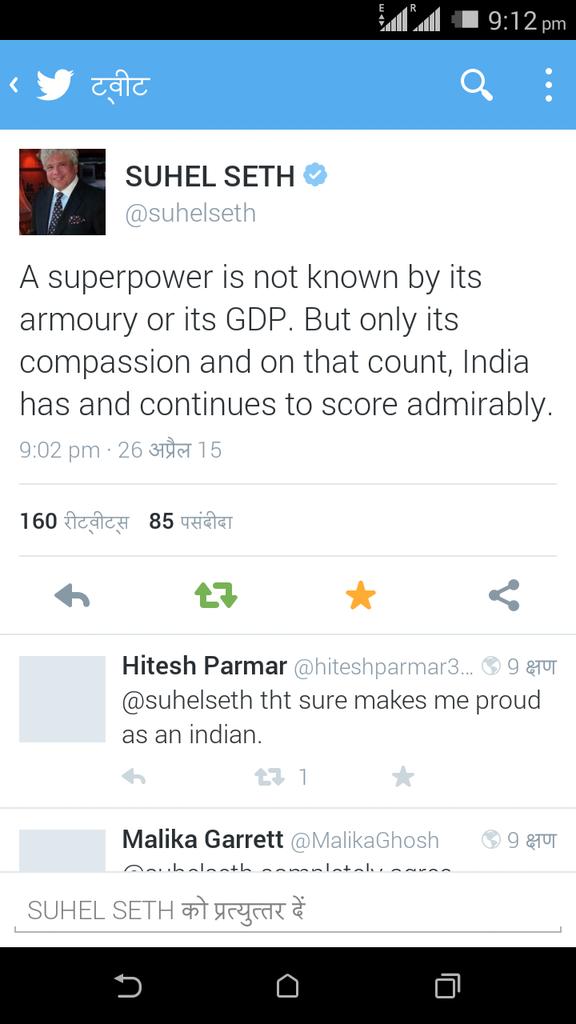 E R 9:12 pm
ट्वीट
SUHEL SETH
@suhelseth
A superpower is not known by its
armoury or its GDP. But only its
compassion and on that count, India
has and continues to score admirably.
9:02 pm · 26 अप्रैल 15
160 रीट्वीट्स 85 पसंदीदा
Hitesh Parmar @hiteshparmar3... 9 क्षण
@suhelseth tht sure makes me proud
as an indian.
1
Malika Garrett @MalikaGhosh 9 क्षण
@suhelseth completely agree
SUHEL SETH को प्रत्युत्तर दें